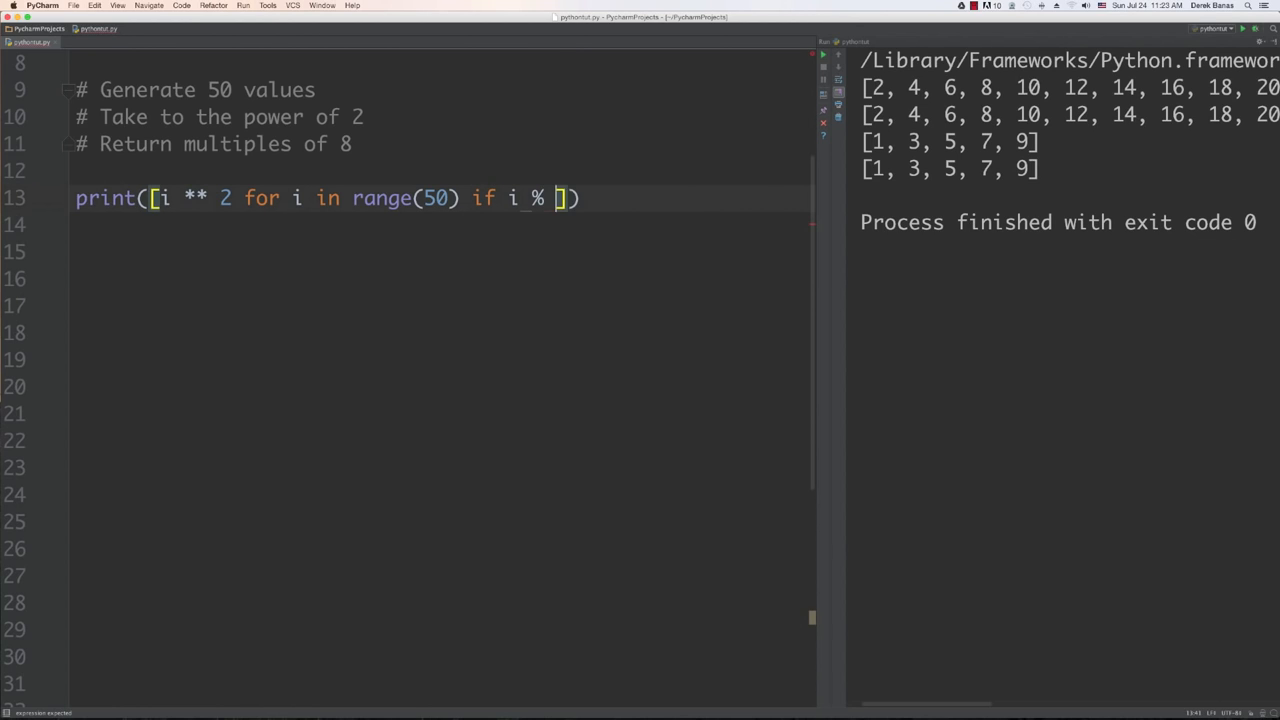 PyCharm File Edit View Navigate Code Refactor Run Tools VCS Window Help
10 Sun Jul 24 11:23 AM Derek Banas
pythontut.py - PycharmProjects - [~/PycharmProjects]
PycharmProjects pythontut.py pythontut
pythontut.py
Run: pythontut
8
9 # Generate 50 values
10 # Take to the power of 2
11 # Return multiples of 8
12
13 print([i ** 2 for i in range(50) if i % ])
14
15
16
17
18
19
20
21
22
23
24
25
26
27
28
29
30
31
/Library/Frameworks/Python.framewor
[2, 4, 6, 8, 10, 12, 14, 16, 18, 20
[2, 4, 6, 8, 10, 12, 14, 16, 18, 20
[1, 3, 5, 7, 9]
[1, 3, 5, 7, 9]
Process finished with exit code 0
expression expected
13:41 LF÷ UTF-8÷